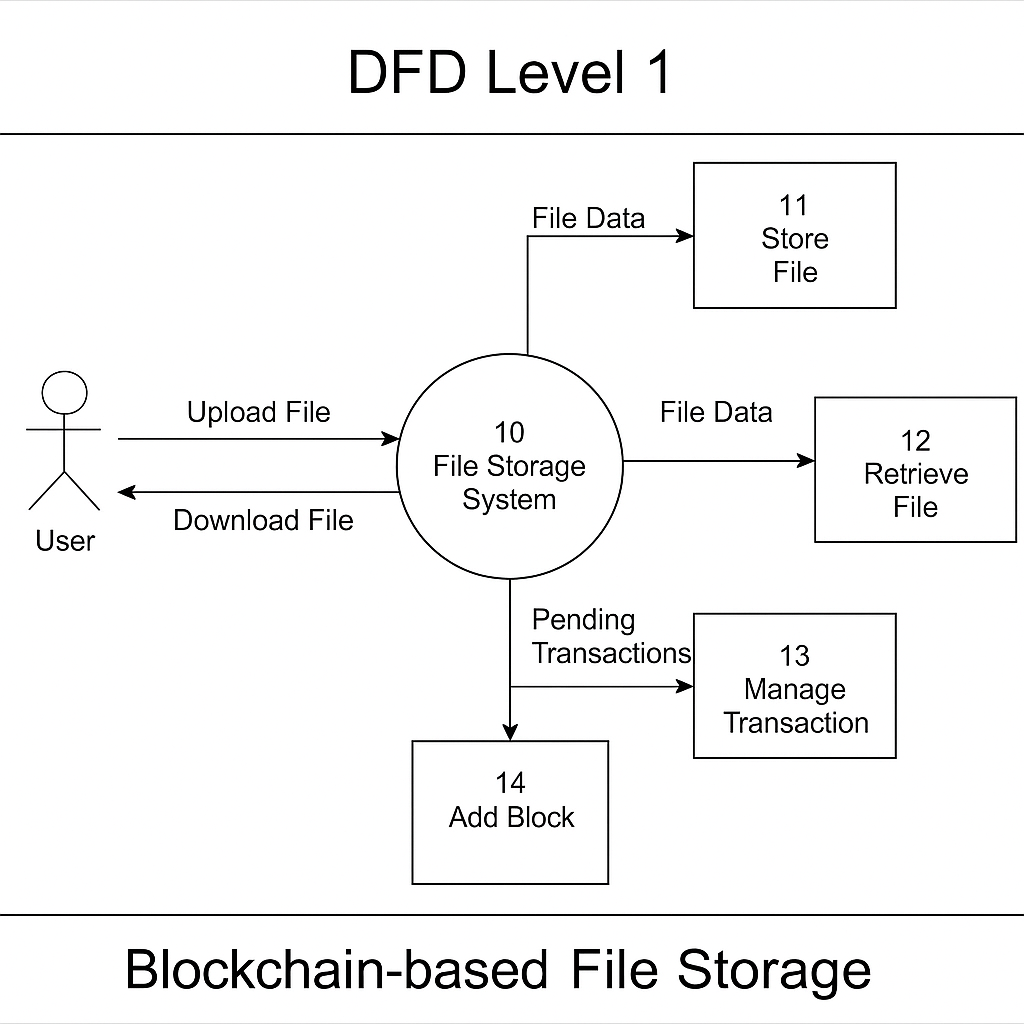 DFD Level 1
File Data
11
Store
File
Upload File
Download File
User
10
File Storage
System
File Data
12
Retrieve
File
Pending
Transactions
13
Manage
Transaction
14
Add Block
Blockchain-based File Storage